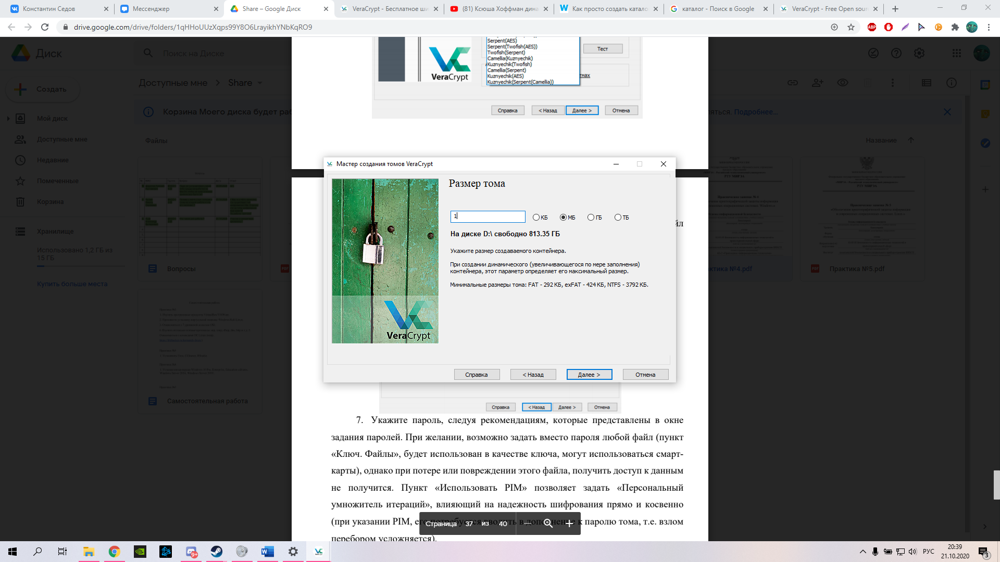 Константин Седов
Мессенджер
Share – Google Диск
VeraCrypt - Бесплатное ши
(81) Ксюша Хоффман дина
Как просто создать катало
каталог - Поиск в Google
VeraCrypt - Free Open sour
drive.google.com/drive/folders/1qHHoUUzXqps99Y8O6LrayikhYNbKqRO9
Диск
Поиск на Диске
Создать
Доступные мне
Share
Корзина Моего диска будет раб
ляться. Подробнее…
Мой диск
Доступные мне
Недавние
Помеченные
Корзина
Хранилище
Использовано 1,2 ГБ из
15 ГБ
Купить больше места
Файлы
Название
Вопросы
Самостоятельная работа
ктика №4.pdf
Практика №5.pdf
Serpent(AES)
Serpent(Twofish(AES))
Twofish(Serpent)
Camellia(Kuznyechik)
Kuznyechik(Twofish)
Camellia(Serpent)
Kuznyechik(AES)
Kuznyechik(Serpent(Camellia))
Тест
тмах
VeraCrypt
Справка
< Назад
Далее >
Отмена
йл
Мастер создания томов VeraCrypt
Размер тома
1
КБ
МБ
ГБ
ТБ
На диске D:\ свободно 813.35 ГБ
Укажите размер создаваемого контейнера.
При создании динамического (увеличивающегося по мере заполнения)
контейнера, этот параметр определяет его максимальный размер.
Минимальные размеры тома: FAT - 292 КБ, exFAT - 424 КБ, NTFS - 3792 КБ.
VeraCrypt
Справка
< Назад
Далее >
Отмена
Справка
< Назад
Далее >
Отмена
7. Укажите пароль, следуя рекомендациям, которые представлены в окне
задания паролей. При желании, возможно задать вместо пароля любой файл (пункт
«Ключ. Файлы», будет использован в качестве ключа, могут использоваться смарт-
карты), однако при потере или повреждении этого файла, получить доступ к данным
не получится. Пункт «Использовать PIM» позволяет задать «Персональный
умножитель итераций», влияющий на надежность шифрования прямо и косвенно
(при указании PIM, его потребуется вводить в дополнение к паролю тома, т.е. взлом
перебором усложняется).
Страница 37 из 40
РУС
20:39
21.10.2020
3
9+
ABP